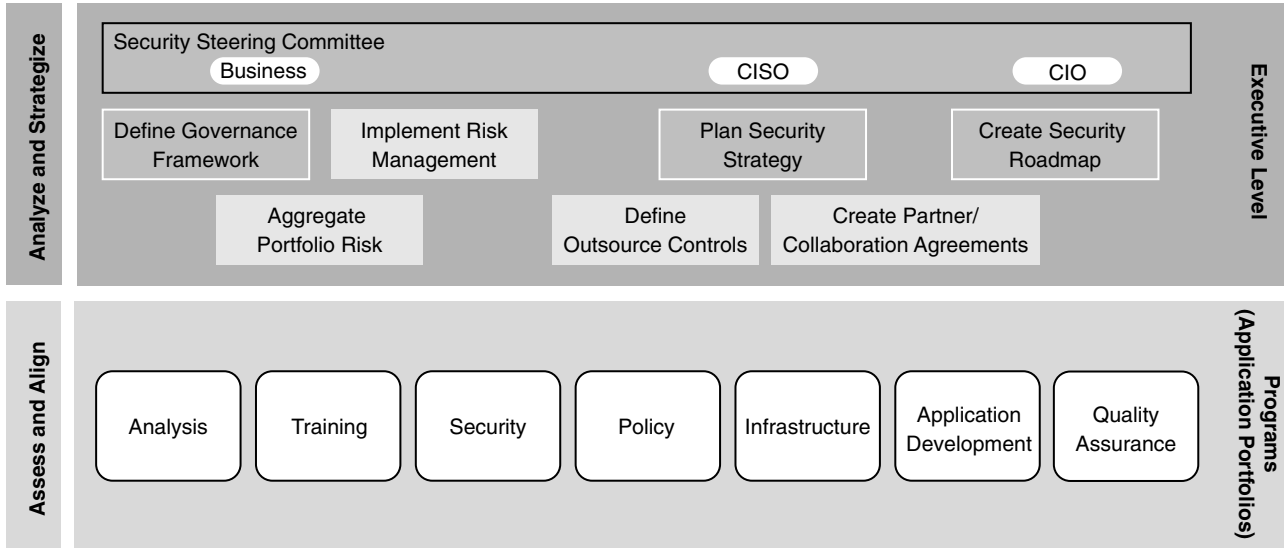 Analyze and Strategize
Security Steering Committee
Business
CISO
CIO
Define Governance
Framework
Implement Risk
Management
Plan Security
Strategy
Create Security
Roadmap
Aggregate
Portfolio Risk
Define
Outsource Controls
Create Partner/
Collaboration Agreements
Executive Level
Assess and Align
Analysis
Training
Security
Policy
Infrastructure
Application
Development
Quality
Assurance
Programs
(Application Portfolios)